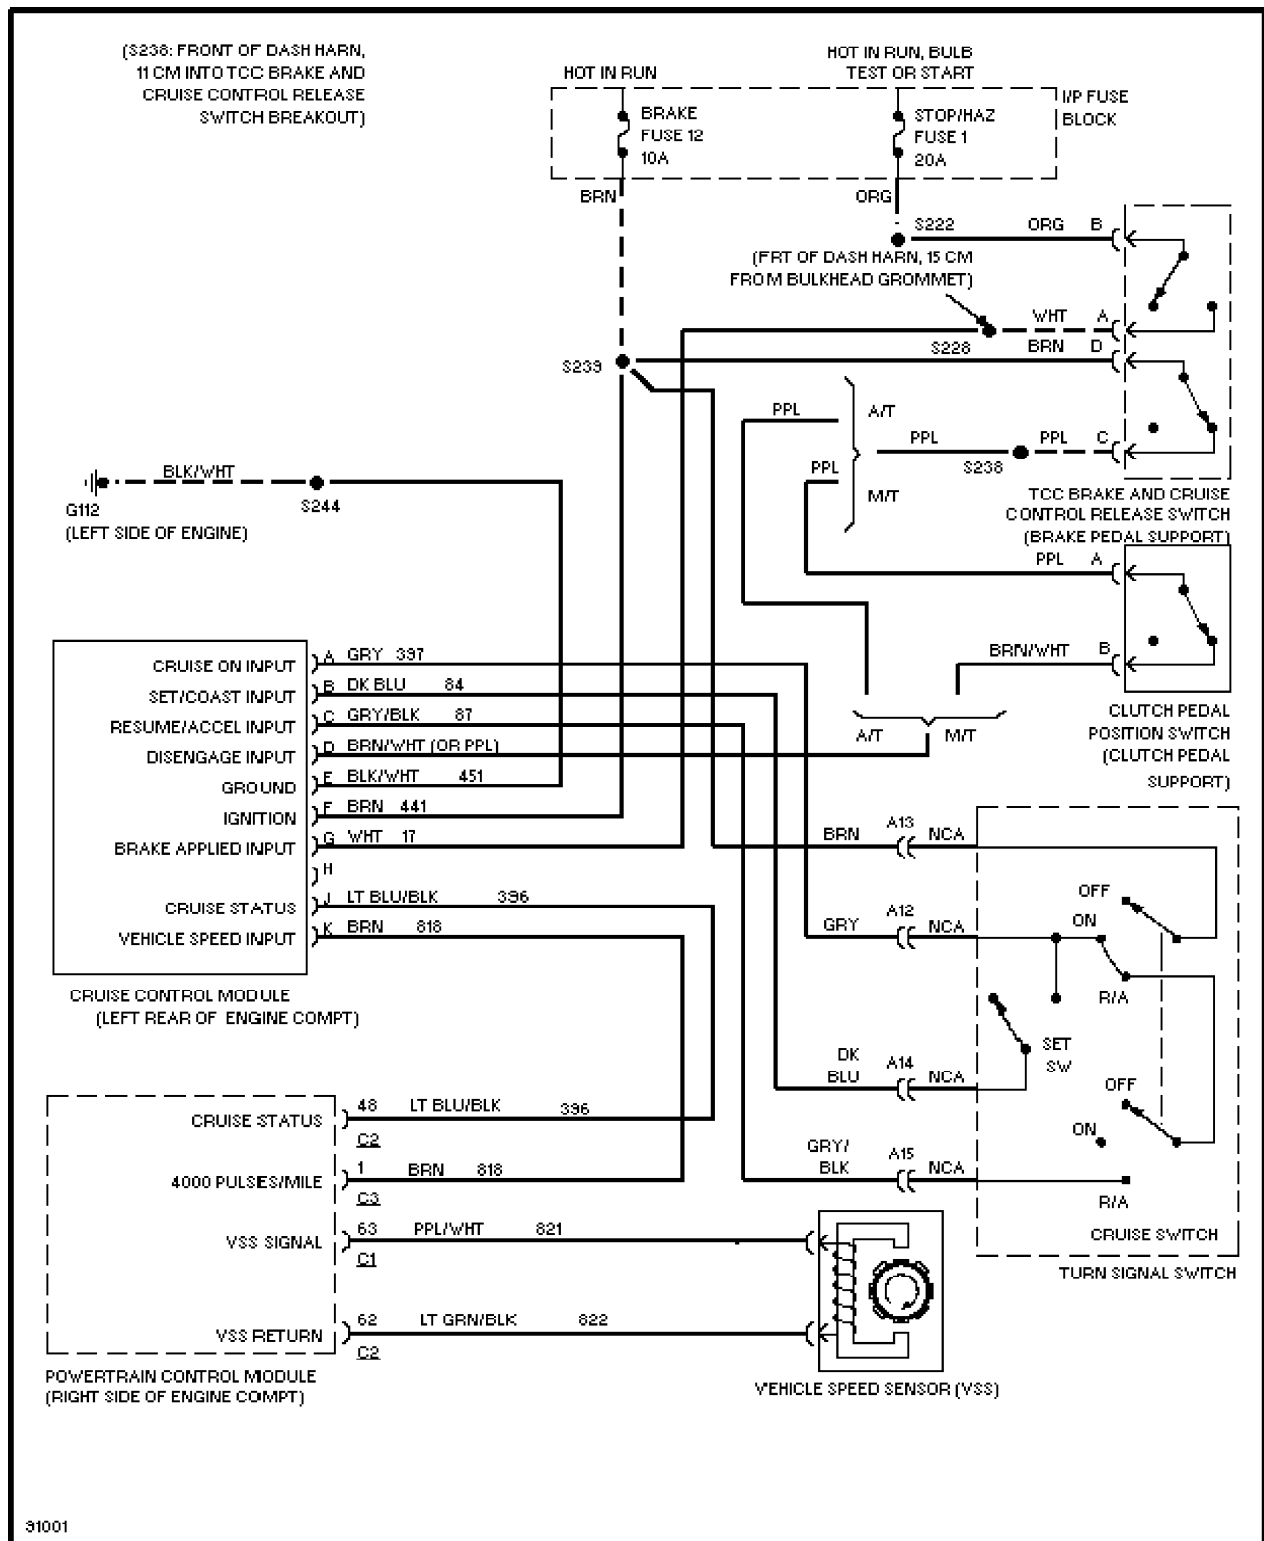 (S238: FRONT OF DASH HARN,
11 CM INTO TCC BRAKE AND
CRUISE CONTROL RELEASE
SWITCH BREAKOUT)
HOT IN RUN
HOT IN RUN, BULB
TEST OR START
BRAKE
FUSE 12
10A
STOP/HAZ
FUSE 1
20A
I/P FUSE
BLOCK
BRN
ORG
S222
ORG B
(FRT OF DASH HARN, 15 CM
FROM BULKHEAD GROMMET)
WHT A
S228
BRN D
S239
PPL
A/T
PPL
PPL C
S238
PPL
M/T
TCC BRAKE AND CRUISE
CONTROL RELEASE SWITCH
(BRAKE PEDAL SUPPORT)
BLK/WHT
G112
S244
(LEFT SIDE OF ENGINE)
PPL A
BRN/WHT B
CLUTCH PEDAL
POSITION SWITCH
(CLUTCH PEDAL
SUPPORT)
A/T
M/T
CRUISE ON INPUT A GRY 397
SET/COAST INPUT B DK BLU 84
RESUME/ACCEL INPUT C GRY/BLK 87
DISENGAGE INPUT D BRN/WHT (OR PPL)
GROUND E BLK/WHT 451
IGNITION F BRN 441
BRAKE APPLIED INPUT G WHT 17
H
CRUISE STATUS J LT BLU/BLK 396
VEHICLE SPEED INPUT K BRN 818
CRUISE CONTROL MODULE
(LEFT REAR OF ENGINE COMPT)
BRN A13 NCA
OFF
ON
GRY A12 NCA
R/A
SET
SW
DK
BLU A14 NCA
OFF
ON
GRY/
BLK A15 NCA
R/A
CRUISE SWITCH
TURN SIGNAL SWITCH
CRUISE STATUS 48 LT BLU/BLK 396
C2
4000 PULSES/MILE 1 BRN 818
C3
VSS SIGNAL 63 PPL/WHT 821
C1
VSS RETURN 62 LT GRN/BLK 822
C2
POWERTRAIN CONTROL MODULE
(RIGHT SIDE OF ENGINE COMPT)
VEHICLE SPEED SENSOR (VSS)
91001